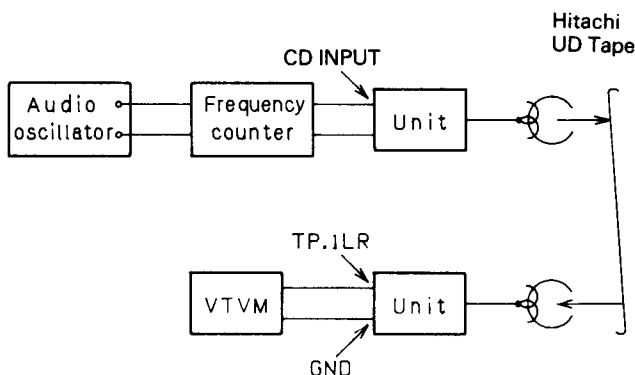 Hitachi
UD Tape
CD INPUT
Audio
oscillator
Frequency
counter
Unit
TP.1LR
VTVM
Unit
GND